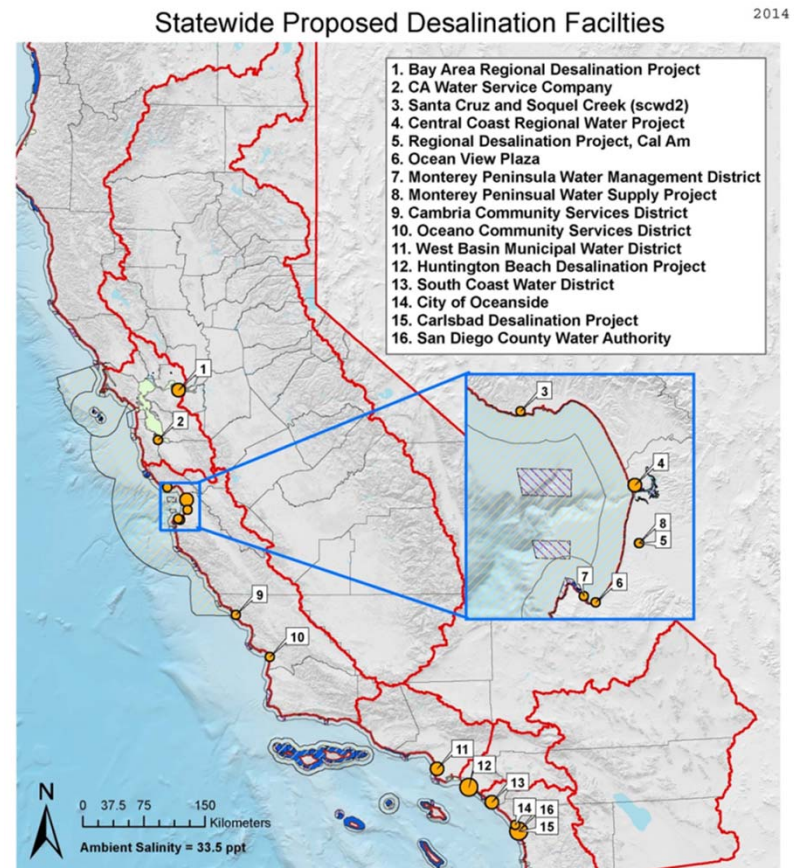 2014
Statewide Proposed Desalination Facilties
1. Bay Area Regional Desalination Project
2. CA Water Service Company
3. Santa Cruz and Soquel Creek (scwd2)
4. Central Coast Regional Water Project
5. Regional Desalination Project, Cal Am
6. Ocean View Plaza
7. Monterey Peninsula Water Management District
8. Monterey Peninsual Water Supply Project
9. Cambria Community Services District
10. Oceano Community Services District
11. West Basin Municipal Water District
12. Huntington Beach Desalination Project
13. South Coast Water District
14. City of Oceanside
15. Carlsbad Desalination Project
16. San Diego County Water Authority
1
2
3
4
8
5
7
6
9
10
11
12
13
14 16
15
N
0 37.5 75 150
Kilometers
Ambient Salinity = 33.5 ppt